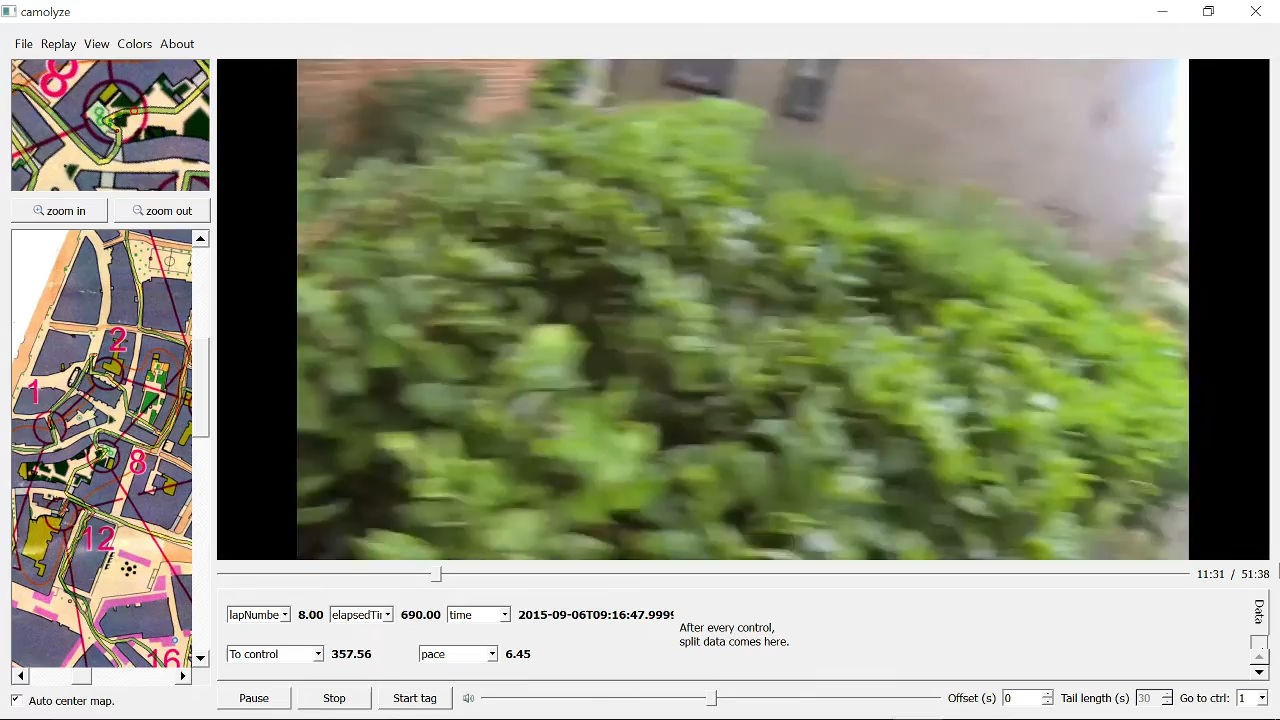 camolyze
File Replay View Colors About
8
zoom in zoom out
2
1
8
12
16
11:31 / 51:38
lapNumbe 8.00 elapsedTi 690.00 time 2015-09-06T09:16:47.999
After every control,
split data comes here.
To control 357.56 pace 6.45
Data
Auto center map.
Pause Stop Start tag Offset (s) 0 Tail length (s) 30 Go to ctrl: 1